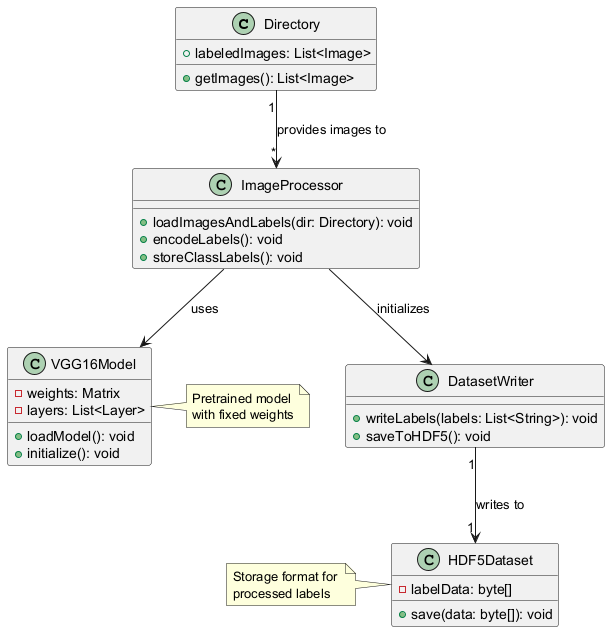 C Directory
labeledImages: List<Image>
getImages(): List<Image>
1
provides images to
*
C ImageProcessor
loadImagesAndLabels(dir: Directory): void
encodeLabels(): void
storeClassLabels(): void
uses
initializes
C VGG16Model
weights: Matrix
layers: List<Layer>
loadModel(): void
initialize(): void
Pretrained model
with fixed weights
C DatasetWriter
writeLabels(labels: List<String>): void
saveToHDF5(): void
1
writes to
1
Storage format for
processed labels
C HDF5Dataset
labelData: byte[]
save(data: byte[]): void